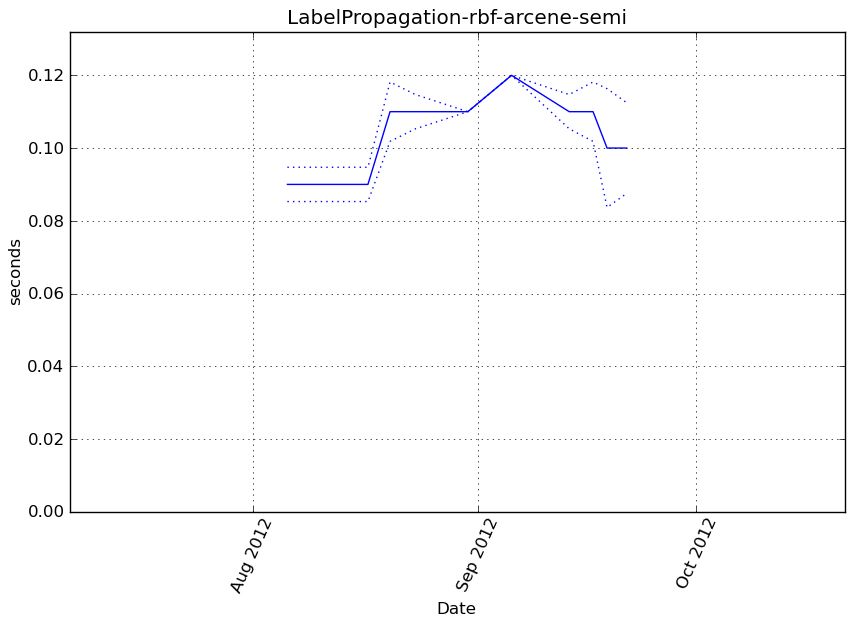 LabelPropagation-rbf-arcene-semi
0.12
0.10
0.08
0.06
0.04
0.02
0.00
seconds
Aug 2012
Sep 2012
Oct 2012
Date